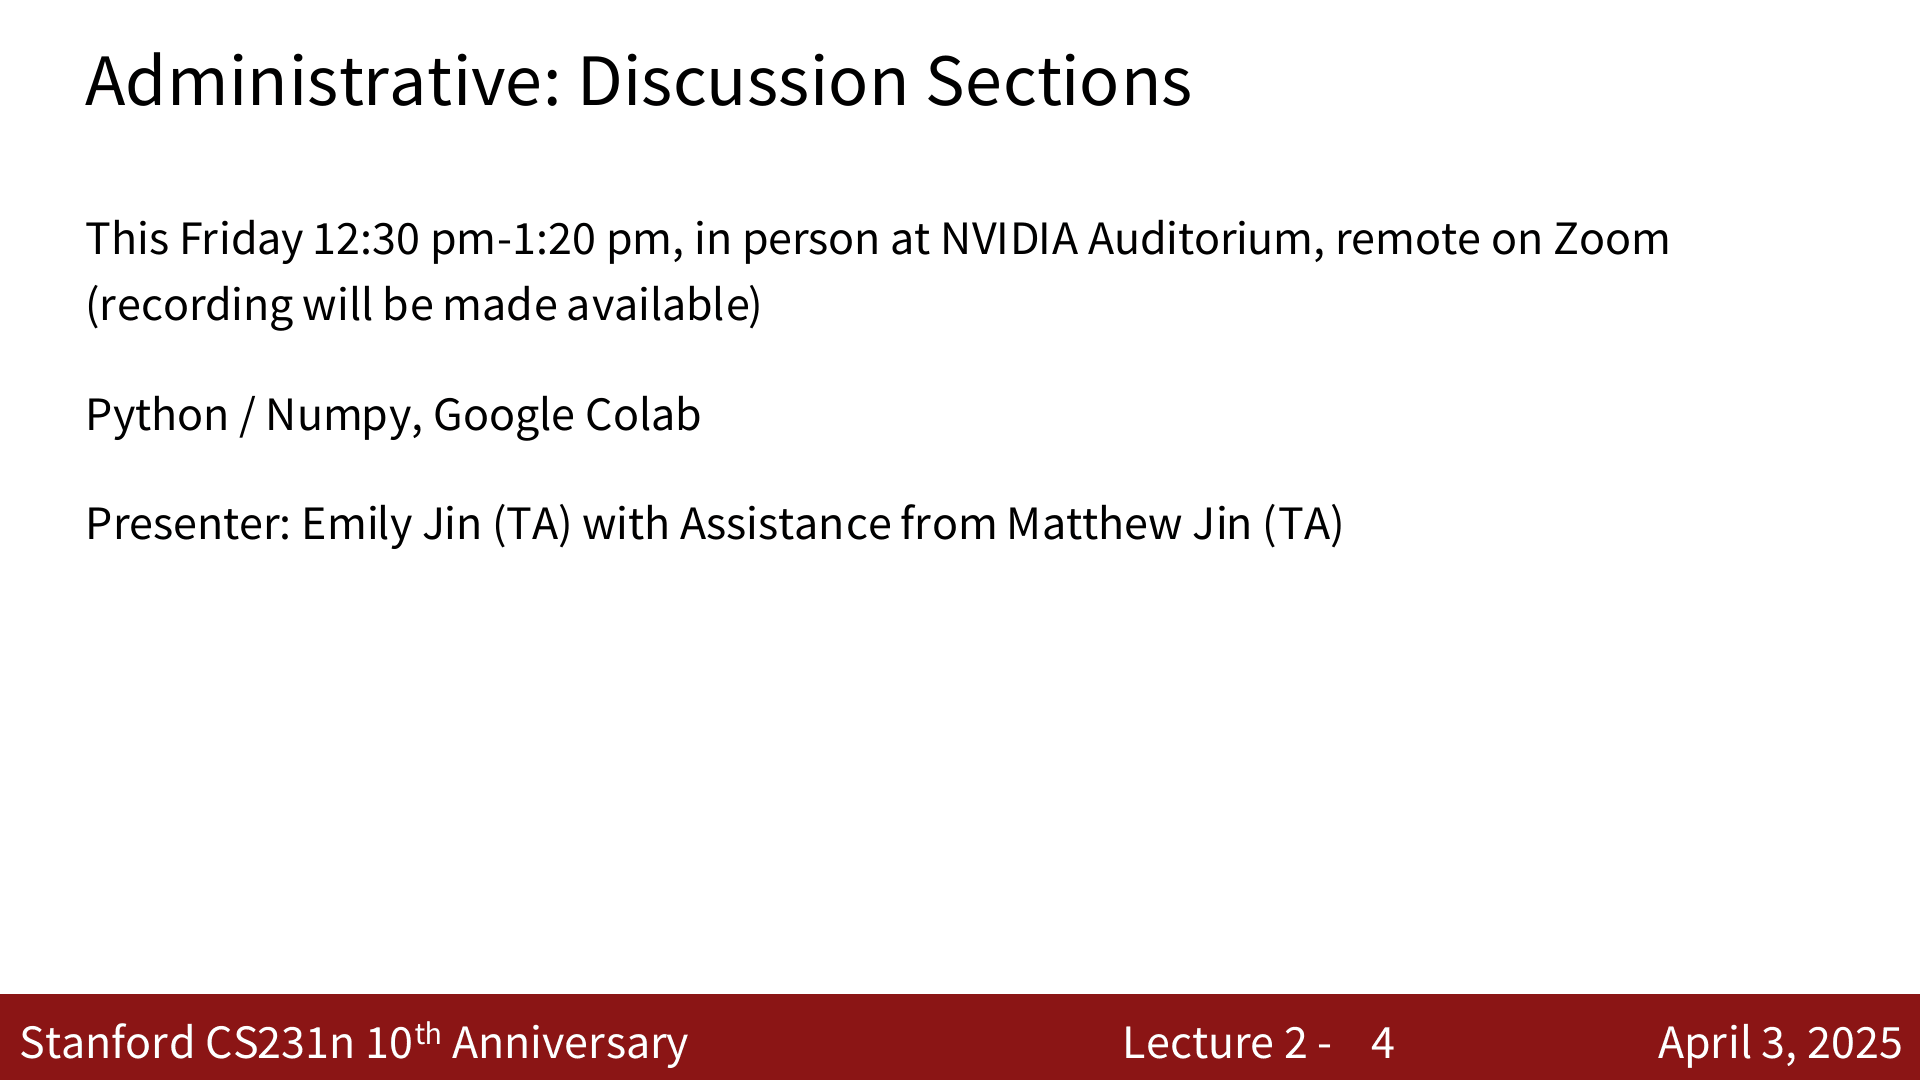 Administrative: Discussion Sections
This Friday 12:30 pm-1:20 pm, in person at NVIDIA Auditorium, remote on Zoom
(recording will be made available)
Python / Numpy, Google Colab
Presenter: Emily Jin (TA) with Assistance from Matthew Jin (TA)
Stanford CS231n 10th Anniversary Lecture 2 - 4 April 3, 2025